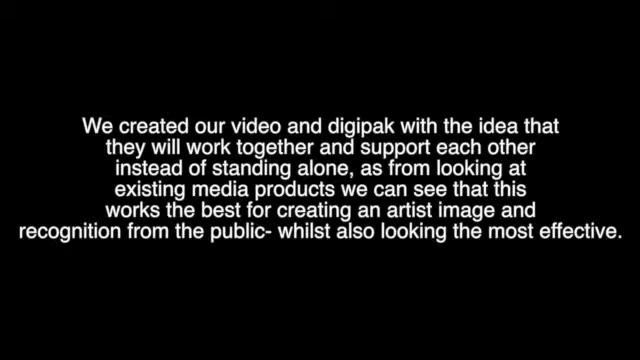 We created our video and digipak with the idea that
they will work together and support each other
instead of standing alone, as from looking at
existing media products we can see that this
works the best for creating an artist image and
recognition from the public- whilst also looking the most effective.